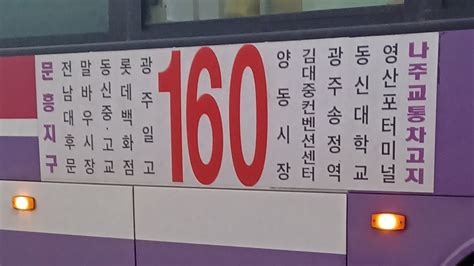 문흥지구
전남대후문
말바우시장
동신중·고교
롯데백화점
광주일고
160
양동시장
김대중컨벤션센터
광주송정역
동신대학교
영산포터미널
나주교통차고지